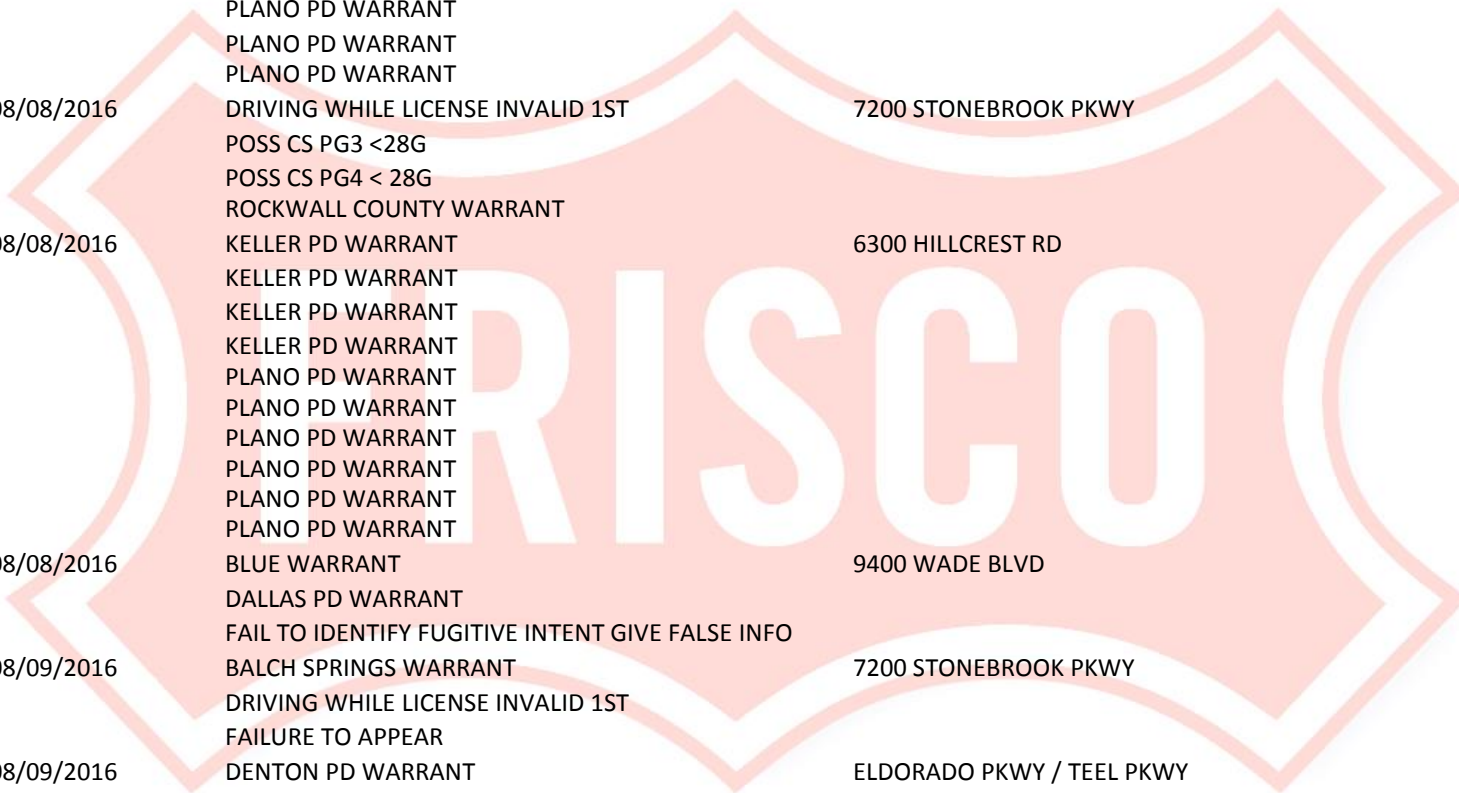 PLANO PD WARRANT
PLANO PD WARRANT
PLANO PD WARRANT
08/08/2016 DRIVING WHILE LICENSE INVALID 1ST 7200 STONEBROOK PKWY
POSS CS PG3 <28G
POSS CS PG4 < 28G
ROCKWALL COUNTY WARRANT
08/08/2016 KELLER PD WARRANT 6300 HILLCREST RD
KELLER PD WARRANT
KELLER PD WARRANT
KELLER PD WARRANT
PLANO PD WARRANT
PLANO PD WARRANT
PLANO PD WARRANT
PLANO PD WARRANT
PLANO PD WARRANT
PLANO PD WARRANT
08/08/2016 BLUE WARRANT 9400 WADE BLVD
DALLAS PD WARRANT
FAIL TO IDENTIFY FUGITIVE INTENT GIVE FALSE INFO
08/09/2016 BALCH SPRINGS WARRANT 7200 STONEBROOK PKWY
DRIVING WHILE LICENSE INVALID 1ST
FAILURE TO APPEAR
08/09/2016 DENTON PD WARRANT ELDORADO PKWY / TEEL PKWY
FRISCO